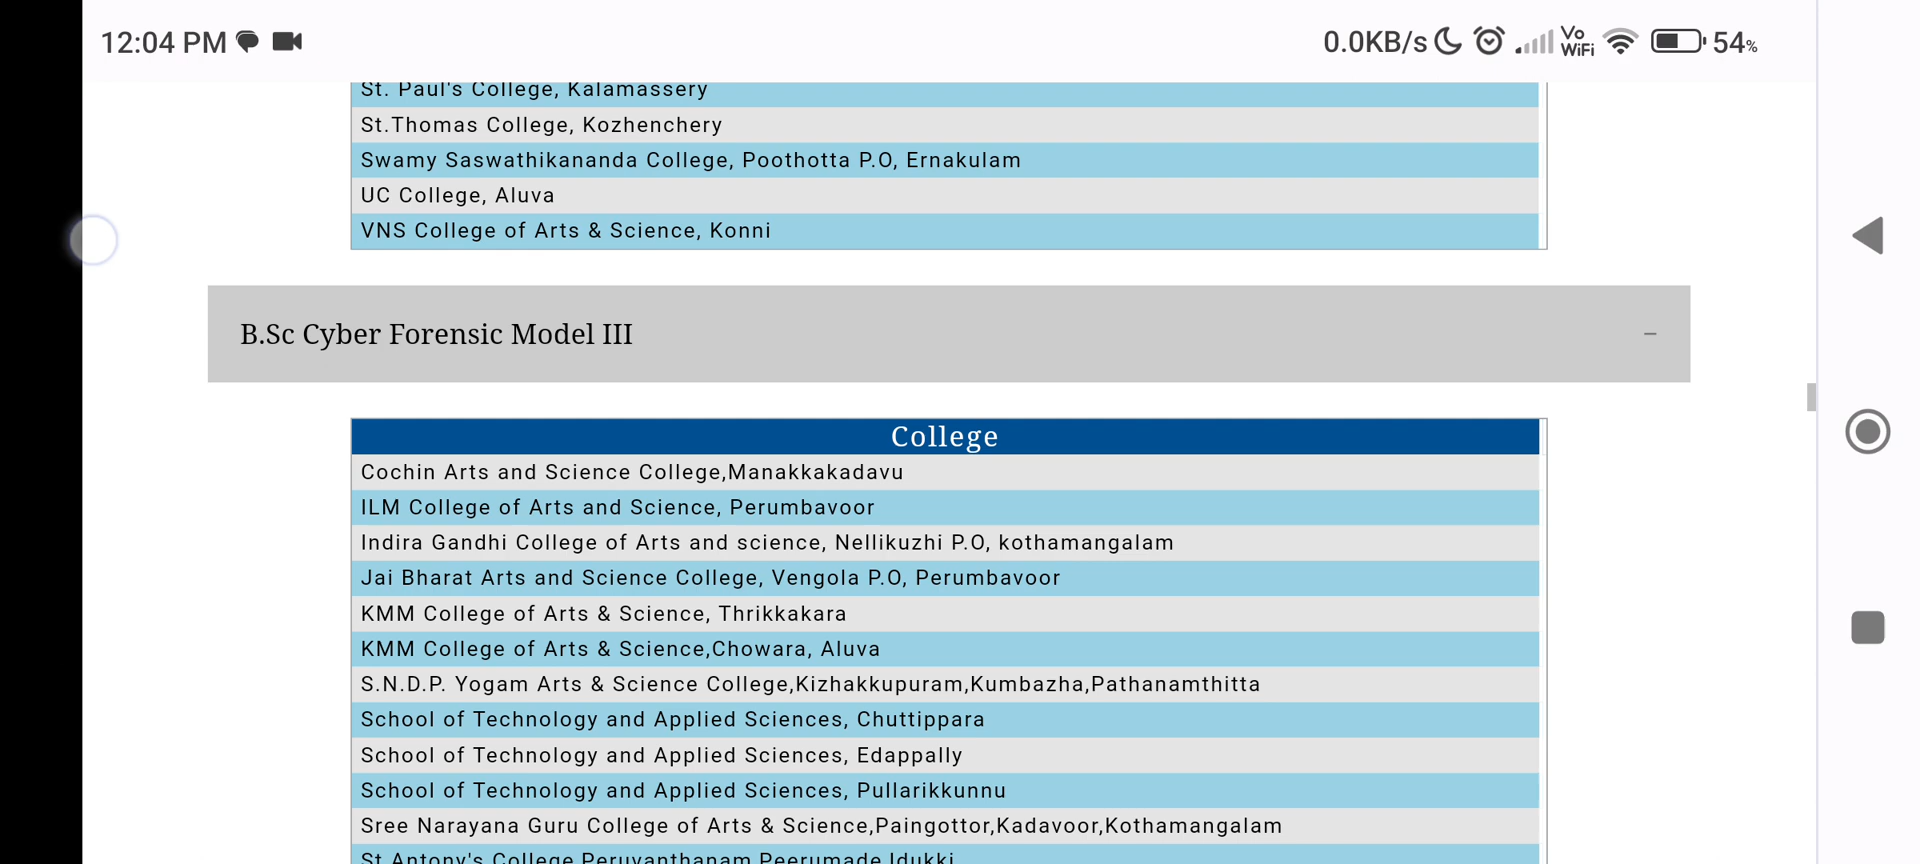 12:04 PM
0.0KB/s Vo WiFi 54%
St. Paul's College, Kalamassery
St.Thomas College, Kozhenchery
Swamy Saswathikananda College, Poothotta P.O, Ernakulam
UC College, Aluva
VNS College of Arts & Science, Konni
B.Sc Cyber Forensic Model III –
College
Cochin Arts and Science College,Manakkakadavu
ILM College of Arts and Science, Perumbavoor
Indira Gandhi College of Arts and science, Nellikuzhi P.O, kothamangalam
Jai Bharat Arts and Science College, Vengola P.O, Perumbavoor
KMM College of Arts & Science, Thrikkakara
KMM College of Arts & Science,Chowara, Aluva
S.N.D.P. Yogam Arts & Science College,Kizhakkupuram,Kumbazha,Pathanamthitta
School of Technology and Applied Sciences, Chuttippara
School of Technology and Applied Sciences, Edappally
School of Technology and Applied Sciences, Pullarikkunnu
Sree Narayana Guru College of Arts & Science,Paingottor,Kadavoor,Kothamangalam
St.Antony's College,Peruvanthanam,Peerumade,Idukki